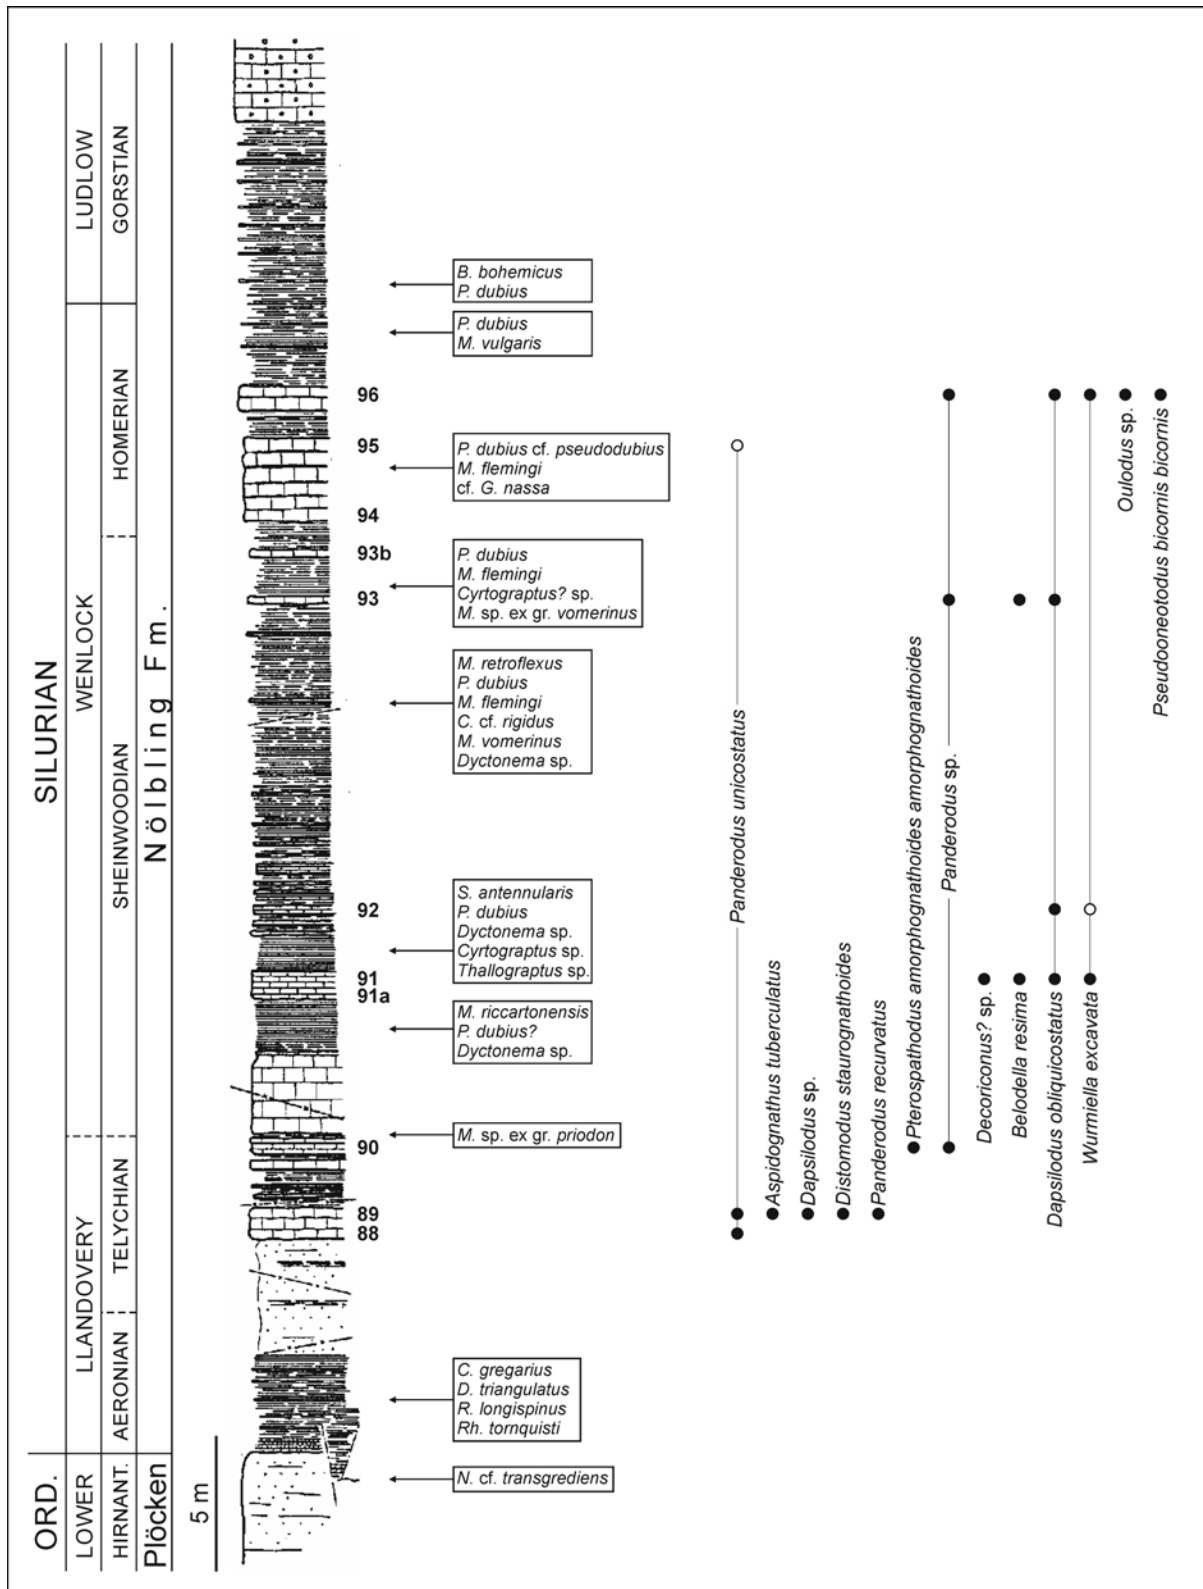 SILURIAN
ORD.
LUDLOW
WENLOCK
LLANDOVERY
LOWER
GORSTIAN
HOMERIAN
SHEINWOODIAN
TELYCHIAN
AERONIAN
HIRNANT.
Nölbling Fm.
Plöcken
5 m
96
95
94
93b
93
92
91
91a
90
89
88
B. bohemicus
P. dubius
P. dubius
M. vulgaris
P. dubius cf. pseudodubius
M. flemingi
cf. G. nassa
P. dubius
M. flemingi
Cyrtograptus? sp.
M. sp. ex gr. vomerinus
M. retroflexus
P. dubius
M. flemingi
C. cf. rigidus
M. vomerinus
Dyctonema sp.
S. antennularis
P. dubius
Dyctonema sp.
Cyrtograptus sp.
Thallograptus sp.
M. riccartonensis
P. dubius?
Dyctonema sp.
M. sp. ex gr. priodon
C. gregarius
D. triangulatus
R. longispinus
Rh. tornquisti
N. cf. transgrediens
Panderodus unicostatus
Aspidognathus tuberculatus
Dapsilodus sp.
Distomodus staurognathoides
Panderodus recurvatus
Pterospathodus amorphognathoides amorphognathoides
Panderodus sp.
Decoriconus? sp.
Belodella resima
Dapsilodus obliquicostatus
Wurmiella excavata
Oulodus sp.
Pseudooneotodus bicornis bicornis